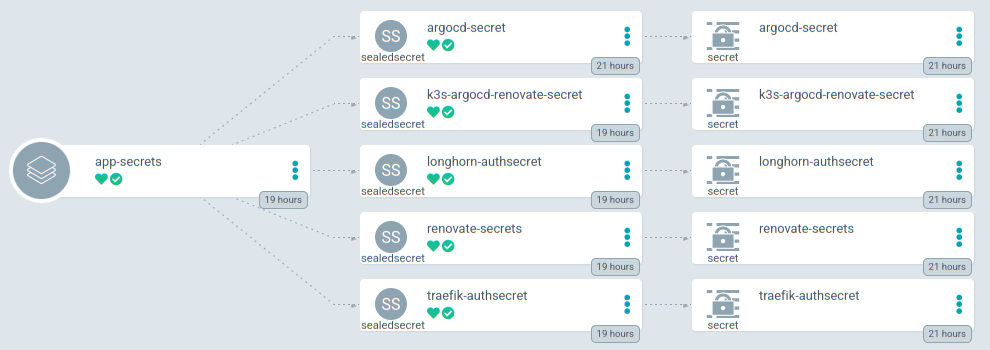 SS
argocd-secret
sealedsecret
21 hours
argocd-secret
secret
21 hours
SS
k3s-argocd-renovate-secret
sealedsecret
19 hours
k3s-argocd-renovate-secret
secret
21 hours
app-secrets
19 hours
SS
longhorn-authsecret
sealedsecret
19 hours
longhorn-authsecret
secret
21 hours
SS
renovate-secrets
sealedsecret
19 hours
renovate-secrets
secret
21 hours
SS
traefik-authsecret
sealedsecret
19 hours
traefik-authsecret
secret
21 hours